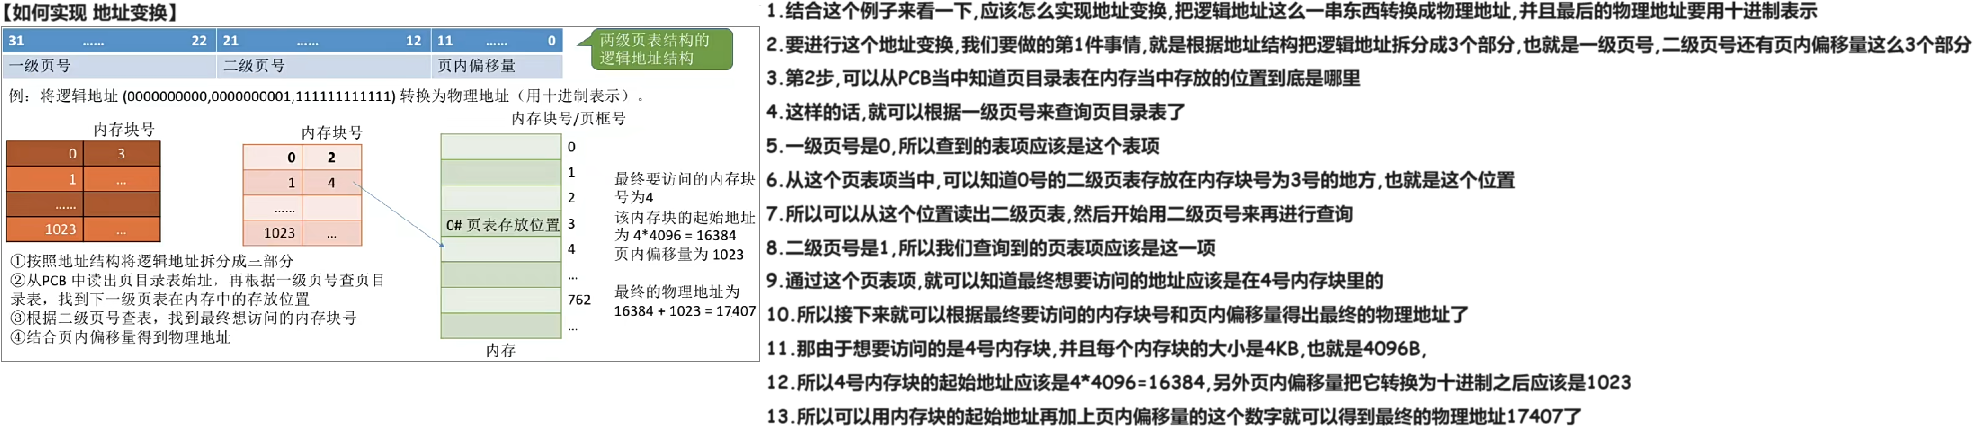 【如何实现 地址变换】
31 …… 22 21 …… 12 11 …… 0
一级页号 二级页号 页内偏移量
两级页表结构的
逻辑地址结构
例：将逻辑地址 (0000000000,0000000001,111111111111) 转换为物理地址（用十进制表示）。
内存块号
0 3
1 ...
......
1023 ...
内存块号
0 2
1 4
......
1023 ...
内存块号/页框号
0
1
2
0# 页表存放位置 3
4
...
762
...
内存
最终要访问的内存块
号为4
该内存块的起始地址
为 4*4096 = 16384
页内偏移量为 1023
最终的物理地址为
16384 + 1023 = 17407
①按照地址结构将逻辑地址拆分成三部分
②从PCB 中读出页目录表始址，再根据一级页号查页目
录表，找到下一级页表在内存中的存放位置
③根据二级页号查表，找到最终想访问的内存块号
④结合页内偏移量得到物理地址
1.结合这个例子来看一下,应该怎么实现地址变换,把逻辑地址这么一串东西转换成物理地址,并且最后的物理地址要用十进制表示
2.要进行这个地址变换,我们要做的第1件事情,就是根据地址结构把逻辑地址拆分成3个部分,也就是一级页号,二级页号还有页内偏移量这么3个部分
3.第2步,可以从PCB当中知道页目录表在内存当中存放的位置到底是哪里
4.这样的话,就可以根据一级页号来查询页目录表了
5.一级页号是0,所以查到的表项应该是这个表项
6.从这个页表项当中,可以知道0号的二级页表存放在内存块号为3号的地方,也就是这个位置
7.所以可以从这个位置读出二级页表,然后开始用二级页号来再进行查询
8.二级页号是1,所以我们查询到的页表项应该是这一项
9.通过这个页表项,就可以知道最终想要访问的地址应该是在4号内存块里的
10.所以接下来就可以根据最终要访问的内存块号和页内偏移量得出最终的物理地址了
11.那由于想要访问的是4号内存块,并且每个内存块的大小是4KB,也就是4096B,
12.所以4号内存块的起始地址应该是4*4096=16384,另外页内偏移量把它转换为十进制之后应该是1023
13.所以可以用内存块的起始地址再加上页内偏移量的这个数字就可以得到最终的物理地址17407了